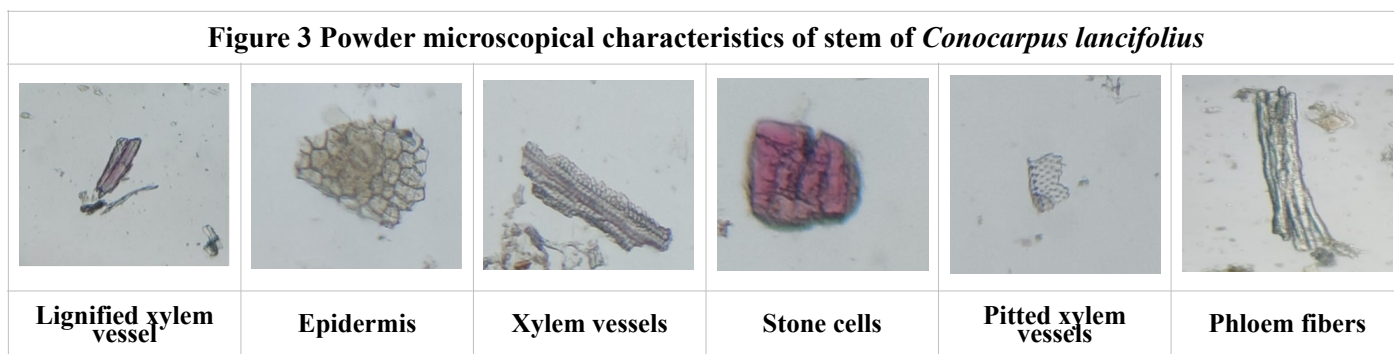 Figure 3 Powder microscopical characteristics of stem of Conocarpus lancifolius
Lignified xylem
vessel
Epidermis
Xylem vessels
Stone cells
Pitted xylem
vessels
Phloem fibers